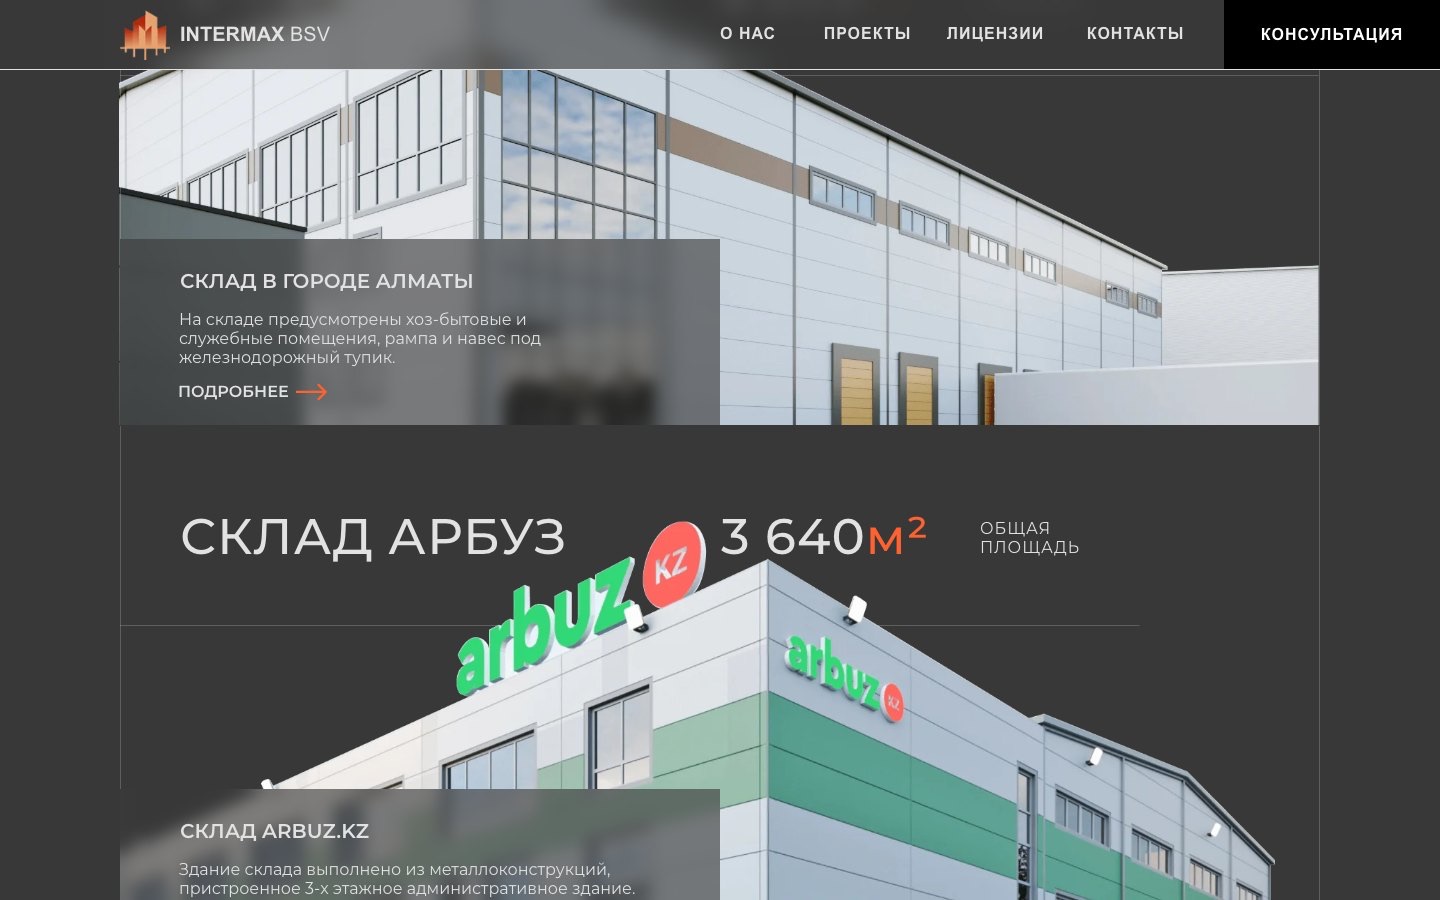 INTERMAX BSV
О НАС
ПРОЕКТЫ
ЛИЦЕНЗИИ
КОНТАКТЫ
КОНСУЛЬТАЦИЯ
СКЛАД В ГОРОДЕ АЛМАТЫ
На складе предусмотрены хоз-бытовые и
служебные помещения, рампа и навес под
железнодорожный тупик.
ПОДРОБНЕЕ
СКЛАД АРБУЗ
3 640м²
ОБЩАЯ
ПЛОЩАДЬ
arbuz KZ
arbuz KZ
СКЛАД ARBUZ.KZ
Здание склада выполнено из металлоконструкций,
пристроенное 3-х этажное административное здание.